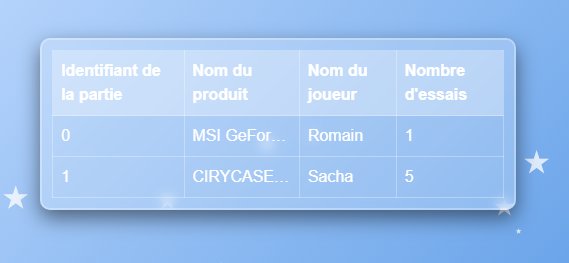 Identifiant de la partie Nom du produit Nom du joueur Nombre d'essais
0 MSI GeFor... Romain 1
1 CIRYCASE... Sacha 5